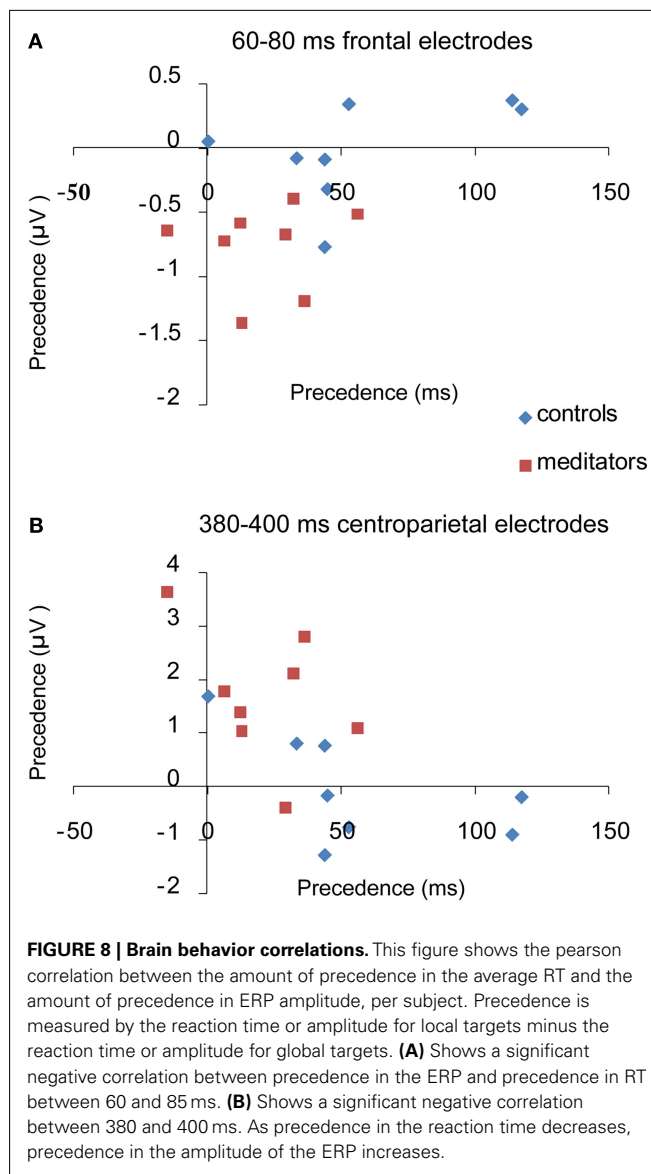 A
60-80 ms frontal electrodes
0.5
0
-50 0 50 100 150
-0.5
-1
-1.5
-2
Precedence (µV)
Precedence (ms)
controls
meditators
B
380-400 ms centroparietal electrodes
4
3
2
1
0
-50 0 50 100 150
-1
-2
Precedence (µV )
Precedence (ms)
FIGURE 8 | Brain behavior correlations. This figure shows the pearson
correlation between the amount of precedence in the average RT and the
amount of precedence in ERP amplitude, per subject. Precedence is
measured by the reaction time or amplitude for local targets minus the
reaction time or amplitude for global targets. (A) Shows a significant
negative correlation between precedence in the ERP and precedence in RT
between 60 and 85 ms. (B) Shows a significant negative correlation
between 380 and 400 ms. As precedence in the reaction time decreases,
precedence in the amplitude of the ERP increases.